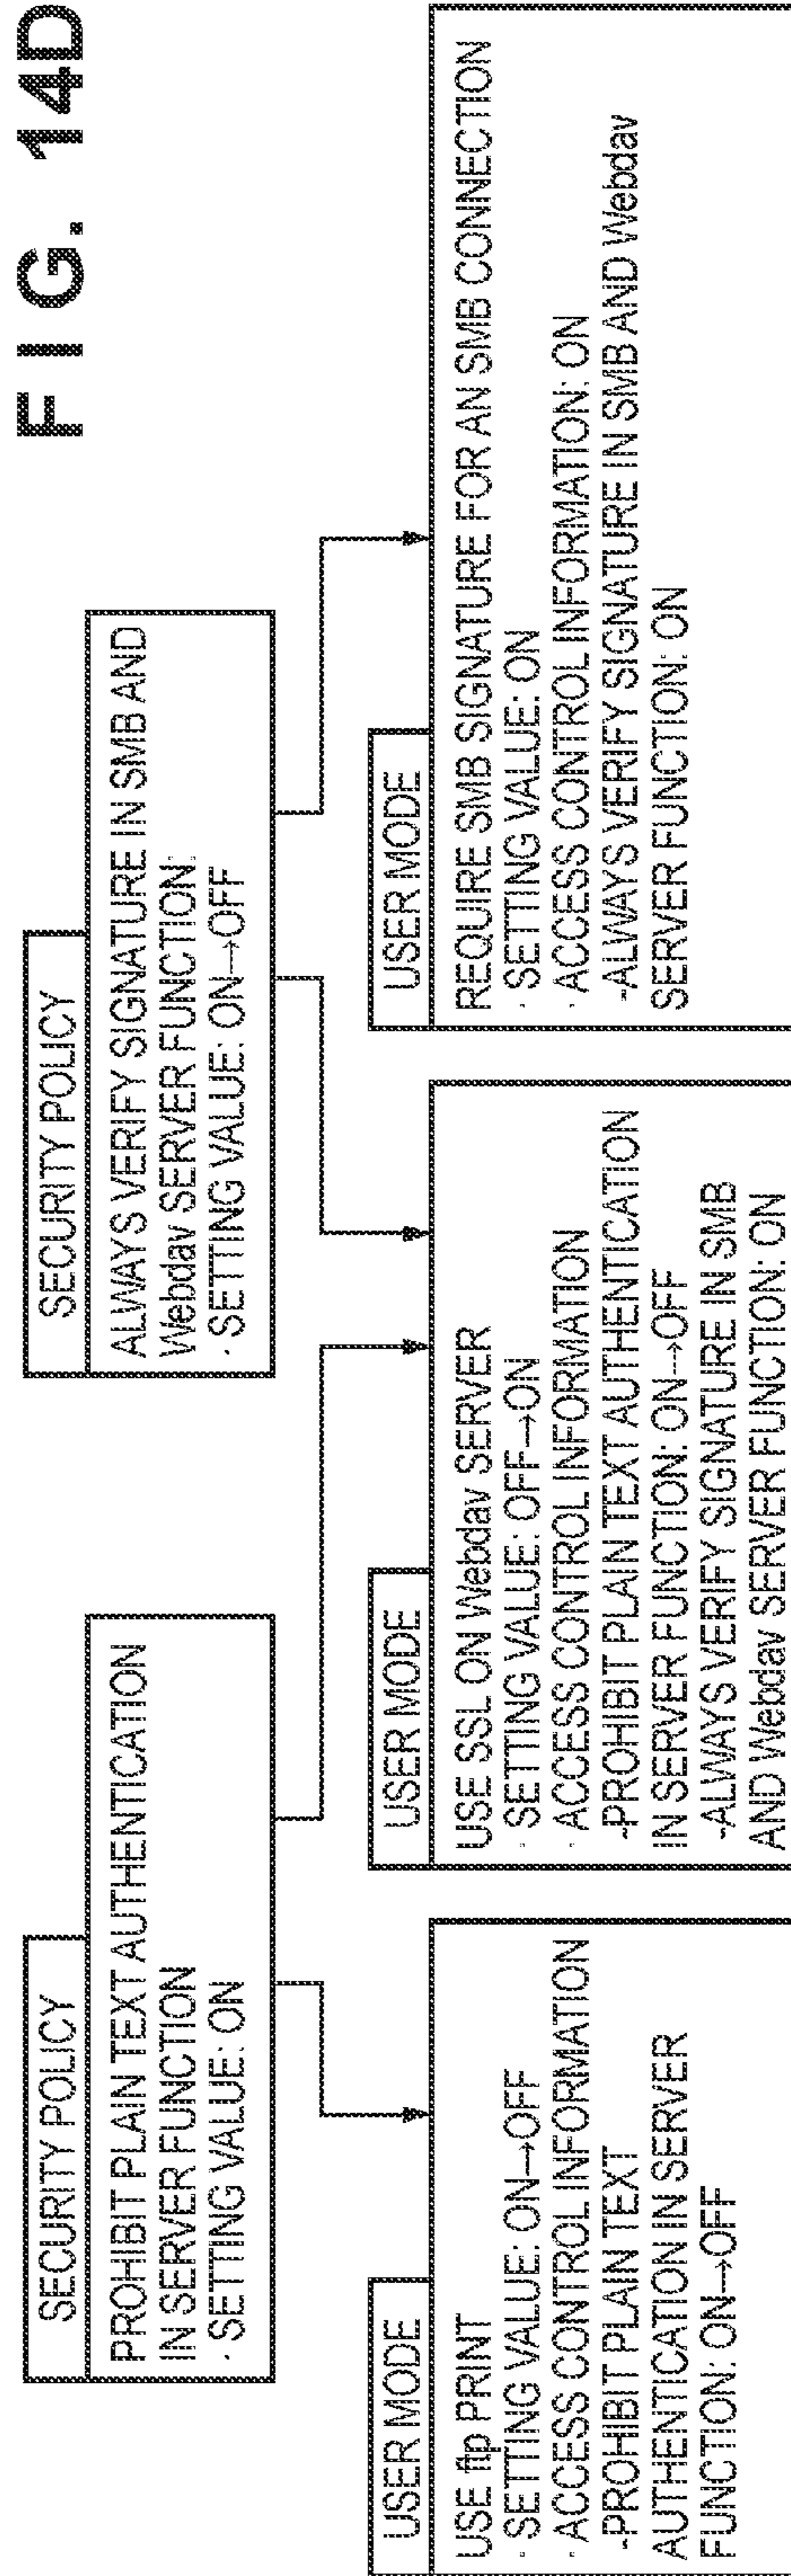 FIG. 14D
SECURITY POLICY
PROHIBIT PLAIN TEXT AUTHENTICATION
IN SERVER FUNCTION
· SETTING VALUE: ON
SECURITY POLICY
ALWAYS VERIFY SIGNATURE IN SMB AND
Webdav SERVER FUNCTION:
· SETTING VALUE: ON→OFF
USER MODE
USE ftp PRINT
· SETTING VALUE: ON→OFF
· ACCESS CONTROL INFORMATION
-PROHIBIT PLAIN TEXT
AUTHENTICATION IN SERVER
FUNCTION: ON→OFF
USER MODE
USE SSL ON Webdav SERVER
· SETTING VALUE: OFF→ON
· ACCESS CONTROL INFORMATION
-PROHIBIT PLAIN TEXT AUTHENTICATION
IN SERVER FUNCTION: ON→OFF
-ALWAYS VERIFY SIGNATURE IN SMB
AND Webdav SERVER FUNCTION: ON
USER MODE
REQUIRE SMB SIGNATURE FOR AN SMB CONNECTION
· SETTING VALUE: ON
· ACCESS CONTROL INFORMATION: ON
-ALWAYS VERIFY SIGNATURE IN SMB AND Webdav
SERVER FUNCTION: ON